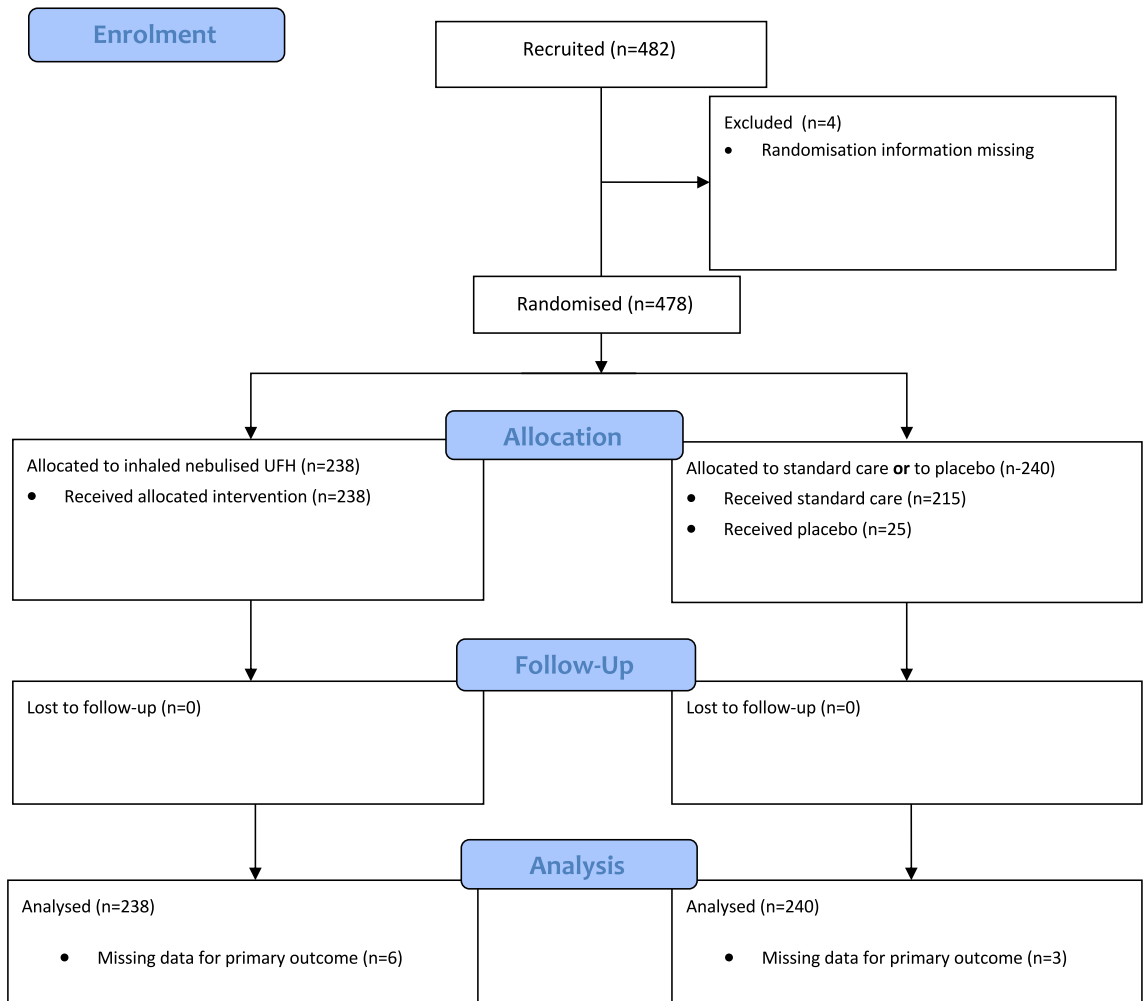 Enrolment
Recruited (n=482)
Excluded  (n=4)
• Randomisation information missing
Randomised (n=478)
Allocation
Allocated to inhaled nebulised UFH (n=238)
• Received allocated intervention (n=238)
Allocated to standard care or to placebo (n-240)
• Received standard care (n=215)
• Received placebo (n=25)
Follow-Up
Lost to follow-up (n=0)
Lost to follow-up (n=0)
Analysis
Analysed (n=238)
• Missing data for primary outcome (n=6)
Analysed (n=240)
• Missing data for primary outcome (n=3)